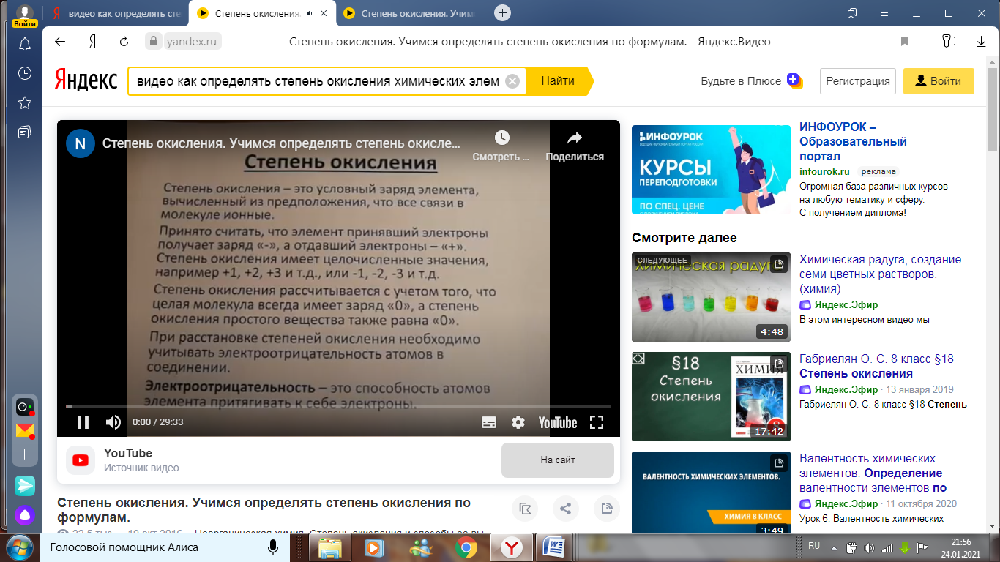 видео как определять сте
Степень окисления.
Степень окисления. Учим
Войти
yandex.ru
Степень окисления. Учимся определять степень окисления по формулам. - Яндекс.Видео
Яндекс
видео как определять степень окисления химических элем
Найти
Будьте в Плюсе
Регистрация
Войти
N
Степень окисления. Учимся определять степень окисле...
Смотреть ...
Поделиться
Степень окисления
Степень окисления – это условный заряд элемента,
вычисленный из предположения, что все связи в
молекуле ионные.
Принято считать, что элемент принявший электроны
получает заряд «-», а отдавший электроны – «+».
Степень окисления имеет целочисленные значения,
например +1, +2, +3 и т.д., или -1, -2, -3 и т.д.
Степень окисления рассчитывается с учетом того, что
целая молекула всегда имеет заряд «0», а степень
окисления простого вещества также равна «0».
При расстановке степеней окисления необходимо
учитывать электроотрицательность атомов в
соединении.
Электроотрицательность – это способность атомов
элемента притягивать к себе электроны.
0:00 / 29:33
YouTube
YouTube
Источник видео
На сайт
Степень окисления. Учимся определять степень окисления по
формулам.
ИНФОУРОК
КУРСЫ
ПЕРЕПОДГОТОВКИ
ПО СПЕЦ. ЦЕНЕ
ИНФОУРОК –
Образовательный
портал
infourok.ru реклама
Огромная база различных курсов
на любую тематику и сферу.
С получением диплома!
Смотрите далее
СЛЕДУЮЩЕЕ
Химическая радуга
4:48
Химическая радуга, создание
семи цветных растворов.
(химия)
Яндекс.Эфир
В этом интересном видео мы
§18
Степень
окисления
ХИМИЯ
8
17:42
Габриелян О. С. 8 класс §18
Степень окисления
Яндекс.Эфир · 13 января 2019
Габриелян О. С. 8 класс §18 Степень
ВАЛЕНТНОСТЬ ХИМИЧЕСКИХ ЭЛЕМЕНТОВ.
ХИМИЯ 8 КЛАСС
3:49
Валентность химических
элементов. Определение
валентности элементов по
Яндекс.Эфир · 11 октября 2020
Урок 6. Валентность химических
Голосовой помощник Алиса
RU
21:56
24.01.2021